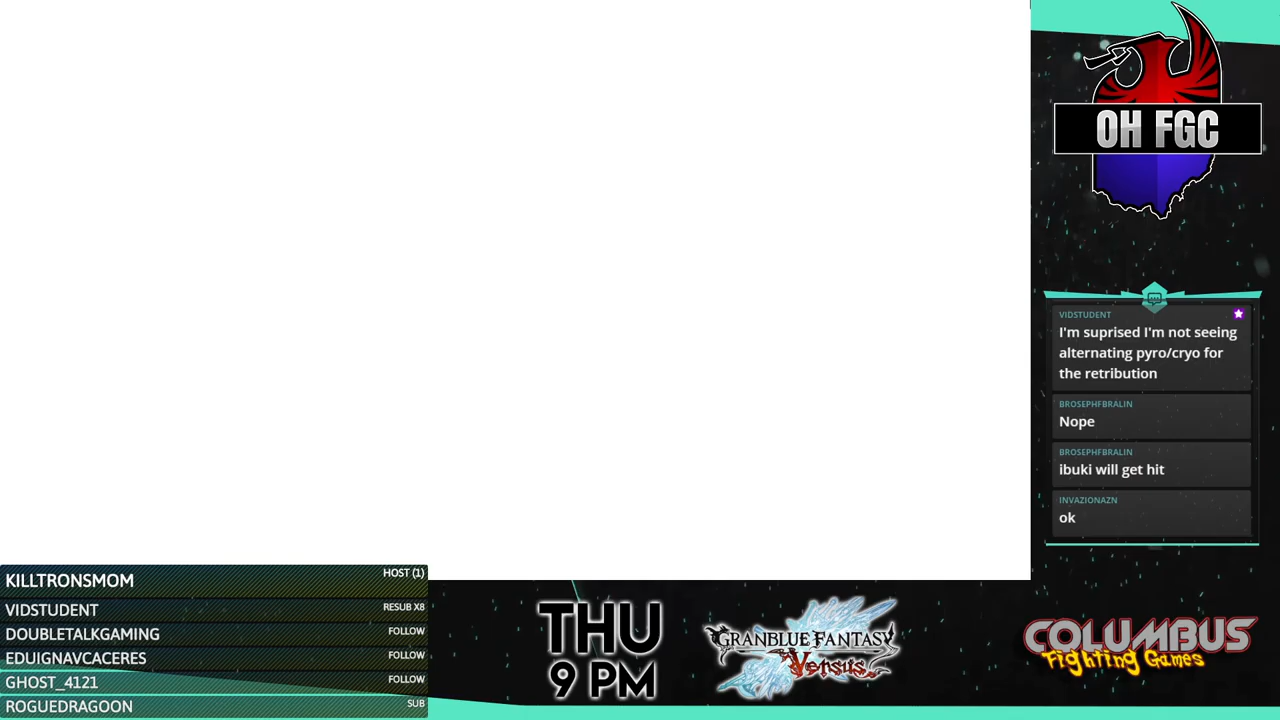 OH FGC
VIDSTUDENT
I'm suprised I'm not seeing
alternating pyro/cryo for
the retribution
BROSEPHFBRALIN
Nope
BROSEPHFBRALIN
ibuki will get hit
INVAZIONAZN
ok
KILLTRONSMOM HOST (1)
VIDSTUDENT RESUB X8
DOUBLETALKGAMING FOLLOW
EDUIGNAVCACERES FOLLOW
GHOST_4121 FOLLOW
ROGUEDRAGOON SUB
THU
9 PM
GRANBLUE FANTASY
Versus
COLUMBUS
Fighting Games